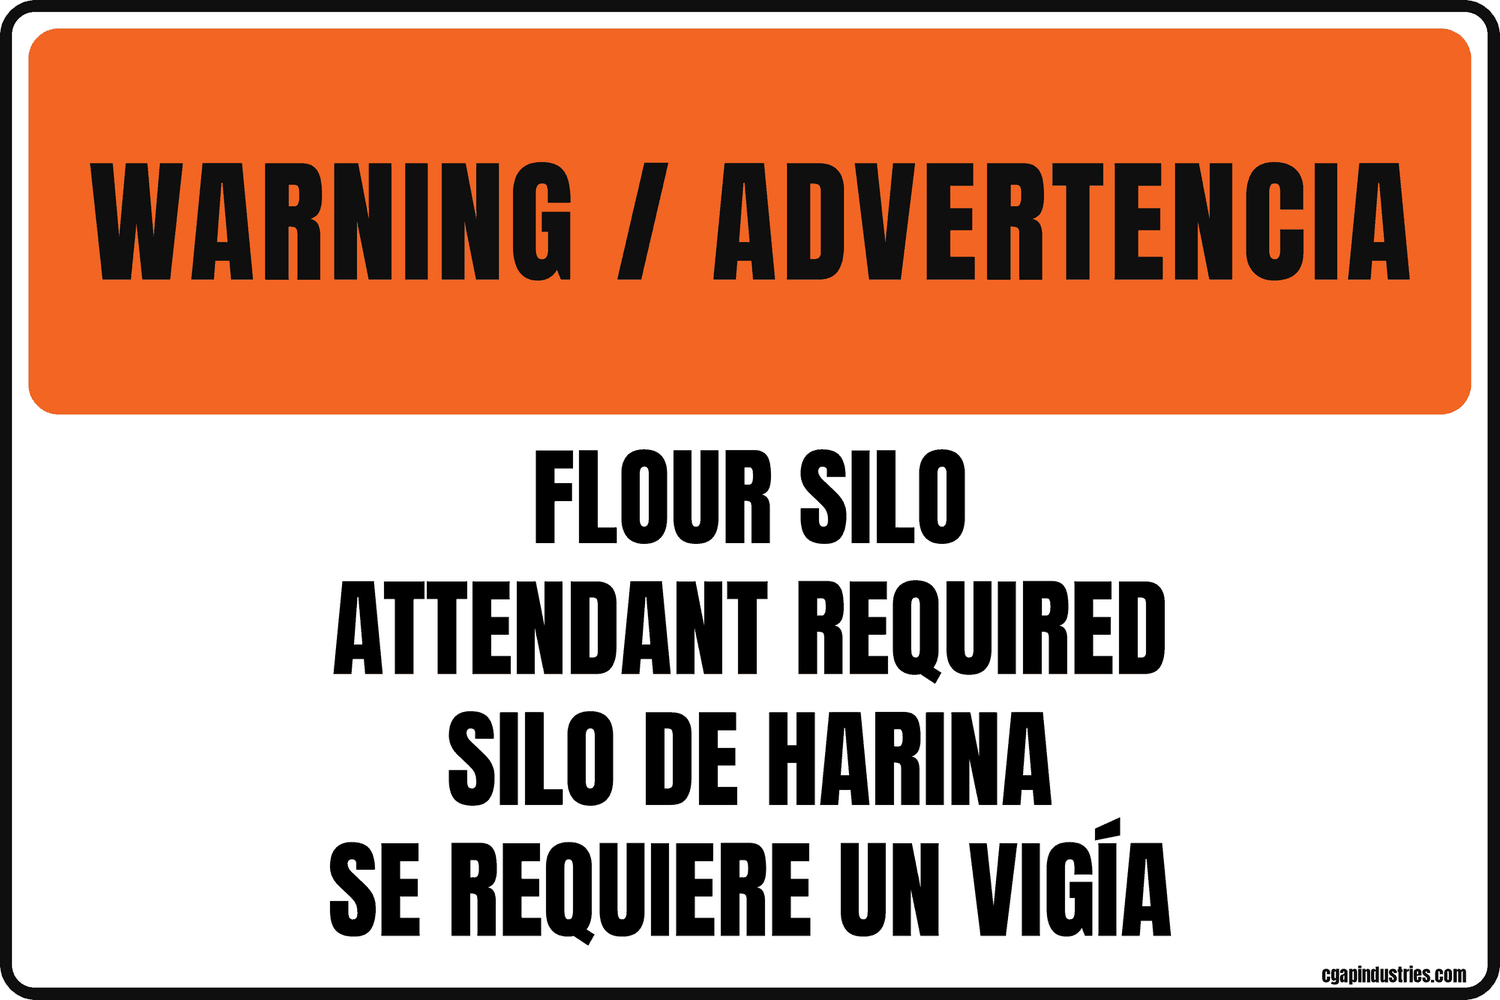 WARNING / ADVERTENCIA
FLOUR SILO
ATTENDANT REQUIRED
SILO DE HARINA
SE REQUIERE UN VIGÍA
cgapindustries.com